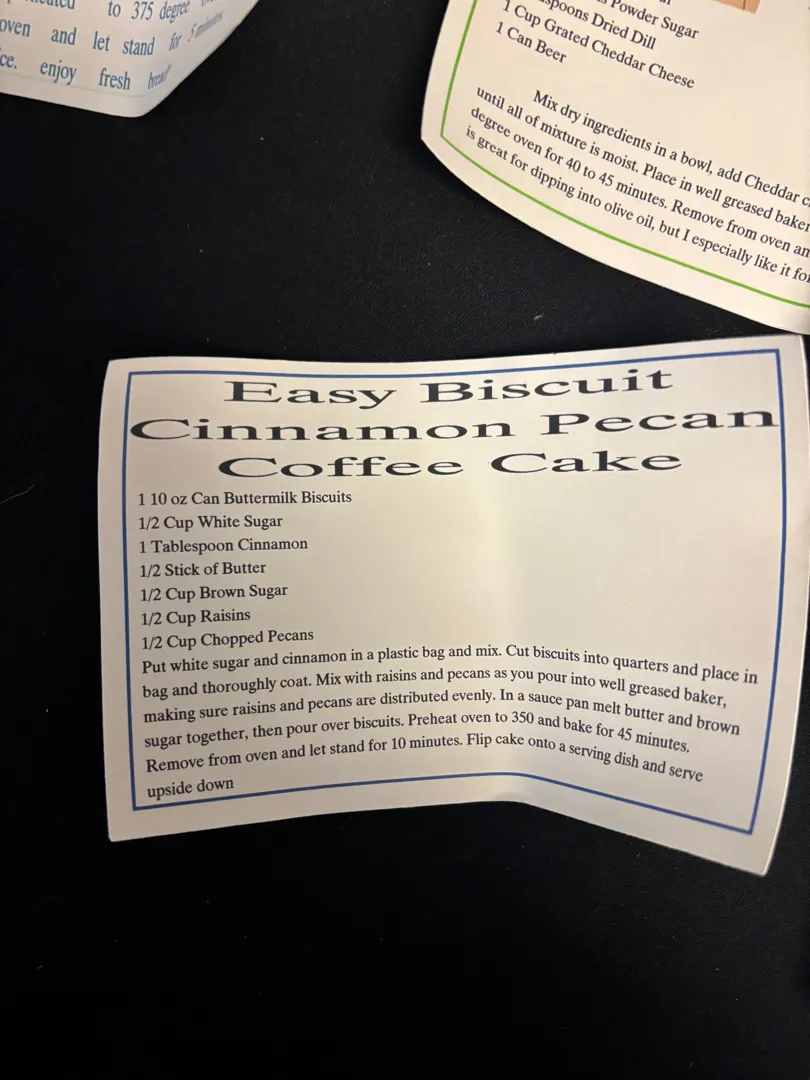 to 375 degree
oven and let stand for 5 minutes
ce. enjoy fresh bread!
Powder Sugar
spoons Dried Dill
1 Cup Grated Cheddar Cheese
1 Can Beer
Mix dry ingredients in a bowl, add Cheddar
until all of mixture is moist. Place in well greased baker
degree oven for 40 to 45 minutes. Remove from oven an
is great for dipping into olive oil, but I especially like it for
Easy Biscuit
Cinnamon Pecan
Coffee Cake
1 10 oz Can Buttermilk Biscuits
1/2 Cup White Sugar
1 Tablespoon Cinnamon
1/2 Stick of Butter
1/2 Cup Brown Sugar
1/2 Cup Raisins
1/2 Cup Chopped Pecans
Put white sugar and cinnamon in a plastic bag and mix. Cut biscuits into quarters and place in
bag and thoroughly coat. Mix with raisins and pecans as you pour into well greased baker,
making sure raisins and pecans are distributed evenly. In a sauce pan melt butter and brown
sugar together, then pour over biscuits. Preheat oven to 350 and bake for 45 minutes.
Remove from oven and let stand for 10 minutes. Flip cake onto a serving dish and serve
upside down